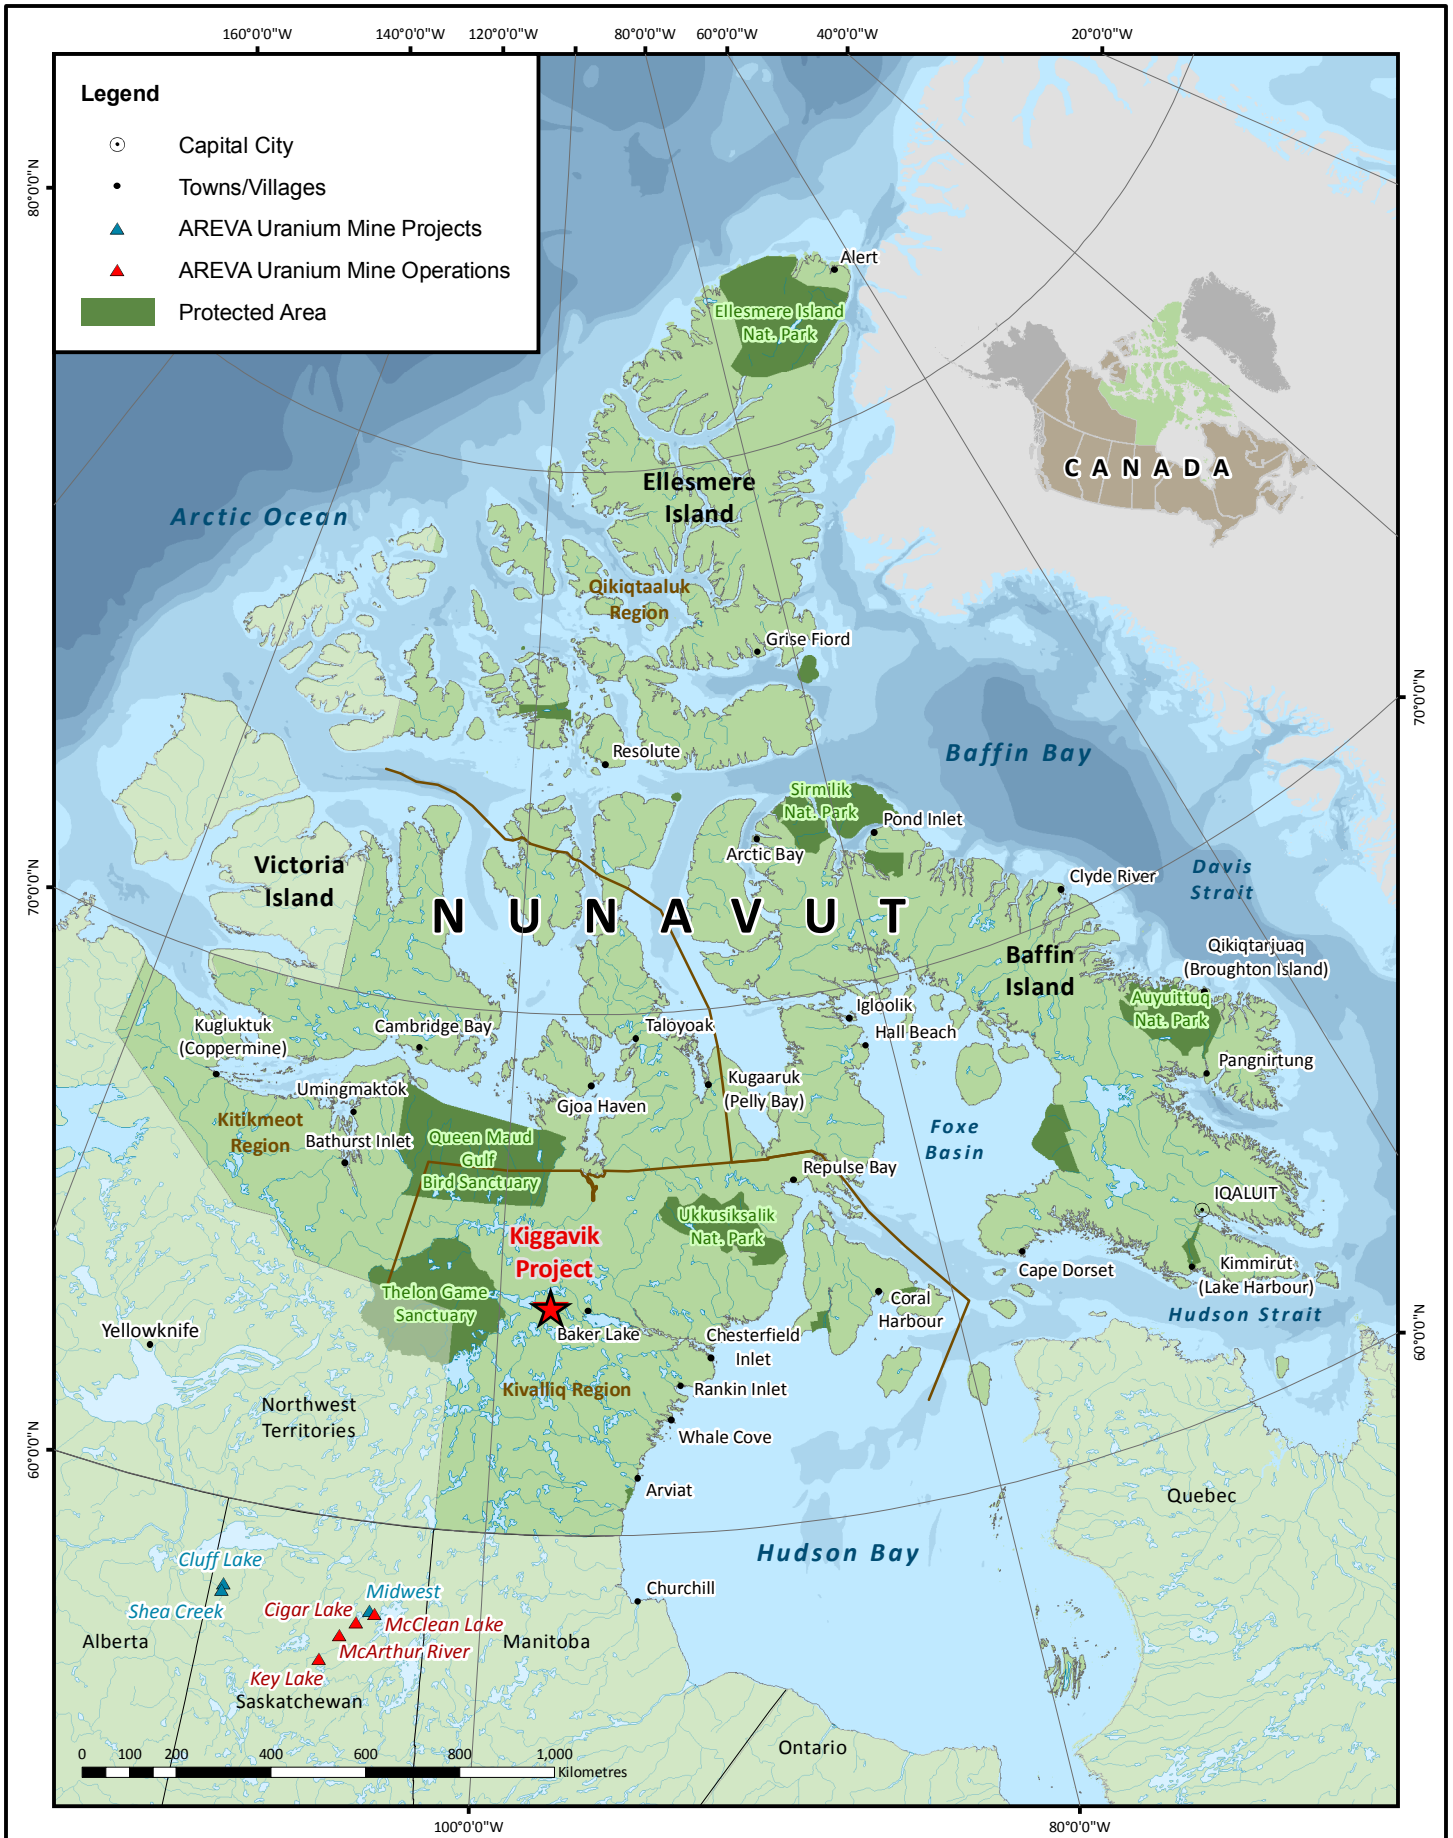 160°0'0"W
140°0'0"W
120°0'0"W
80°0'0"W
60°0'0"W
40°0'0"W
20°0'0"W
Legend
Capital City
Towns/Villages
AREVA Uranium Mine Projects
AREVA Uranium Mine Operations
Protected Area
80°0'0"N
70°0'0"N
60°0'0"N
70°0'0"N
60°0'0"N
Alert
Ellesmere Island
Nat. Park
CANADA
Ellesmere
Island
Arctic Ocean
Qikiqtaaluk
Region
Grise Fiord
Resolute
Baffin Bay
Sirmilik
Nat. Park
Pond Inlet
Arctic Bay
Victoria
Island
Clyde River
Davis
Strait
NUNAVUT
Baffin
Island
Qikiqtarjuaq
(Broughton Island)
Auyuittuq
Nat. Park
Igloolik
Hall Beach
Kugluktuk
(Coppermine)
Cambridge Bay
Taloyoak
Pangnirtung
Umingmaktok
Kugaaruk
(Pelly Bay)
Gjoa Haven
Kitikmeot
Region
Bathurst Inlet
Queen Maud
Gulf
Bird Sanctuary
Foxe
Basin
Repulse Bay
IQALUIT
Ukkusiksalik
Nat. Park
Kiggavik
Project
Cape Dorset
Kimmirut
(Lake Harbour)
Thelon Game
Sanctuary
Coral
Harbour
Hudson Strait
Yellowknife
Baker Lake
Chesterfield
Inlet
Kivalliq Region
Rankin Inlet
Northwest
Territories
Whale Cove
Arviat
Quebec
Hudson Bay
Cluff Lake
Shea Creek
Midwest
Cigar Lake
McClean Lake
Churchill
Alberta
McArthur River
Manitoba
Key Lake
Saskatchewan
Ontario
0 100 200 400 600 800 1,000
Kilometres
100°0'0"W
80°0'0"W